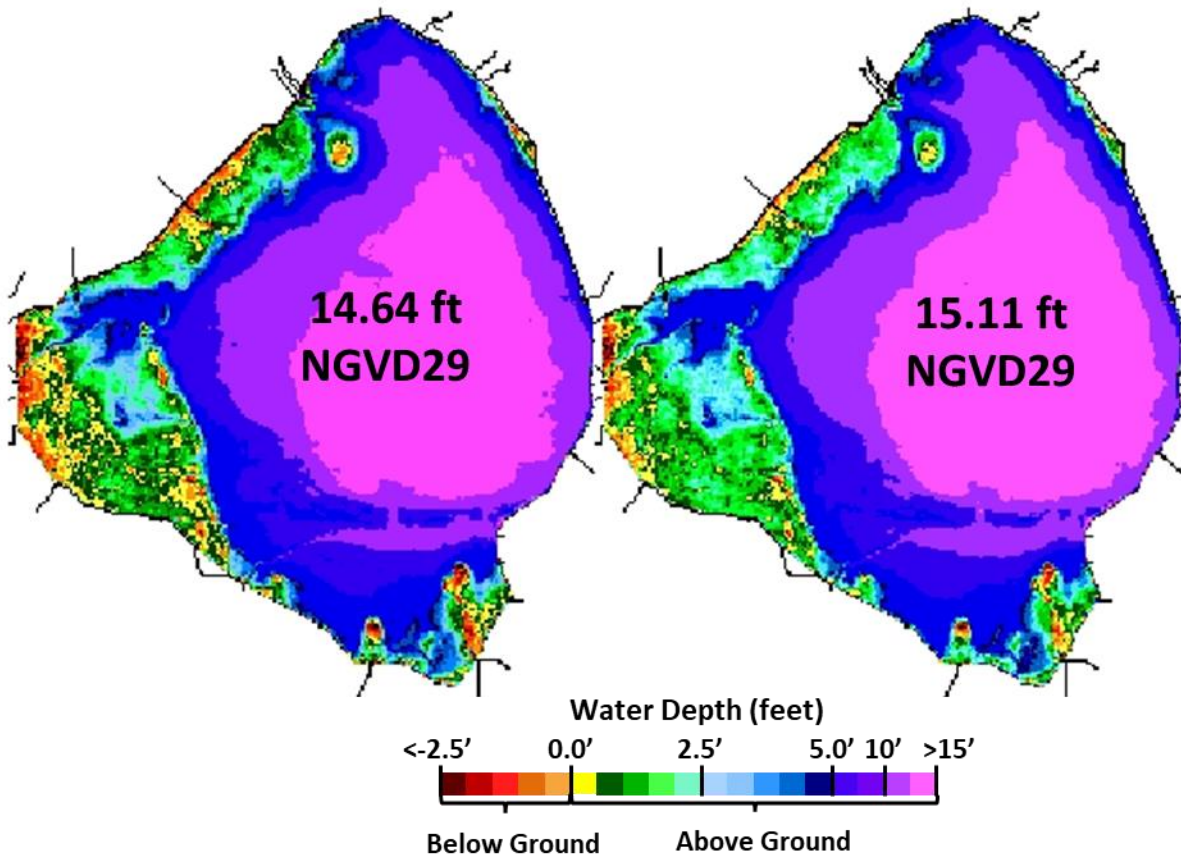 14.64 ft
NGVD29
15.11 ft
NGVD29
Water Depth (feet)
<-2.5’ 0.0’ 2.5’ 5.0’ 10’ >15’
Below Ground Above Ground